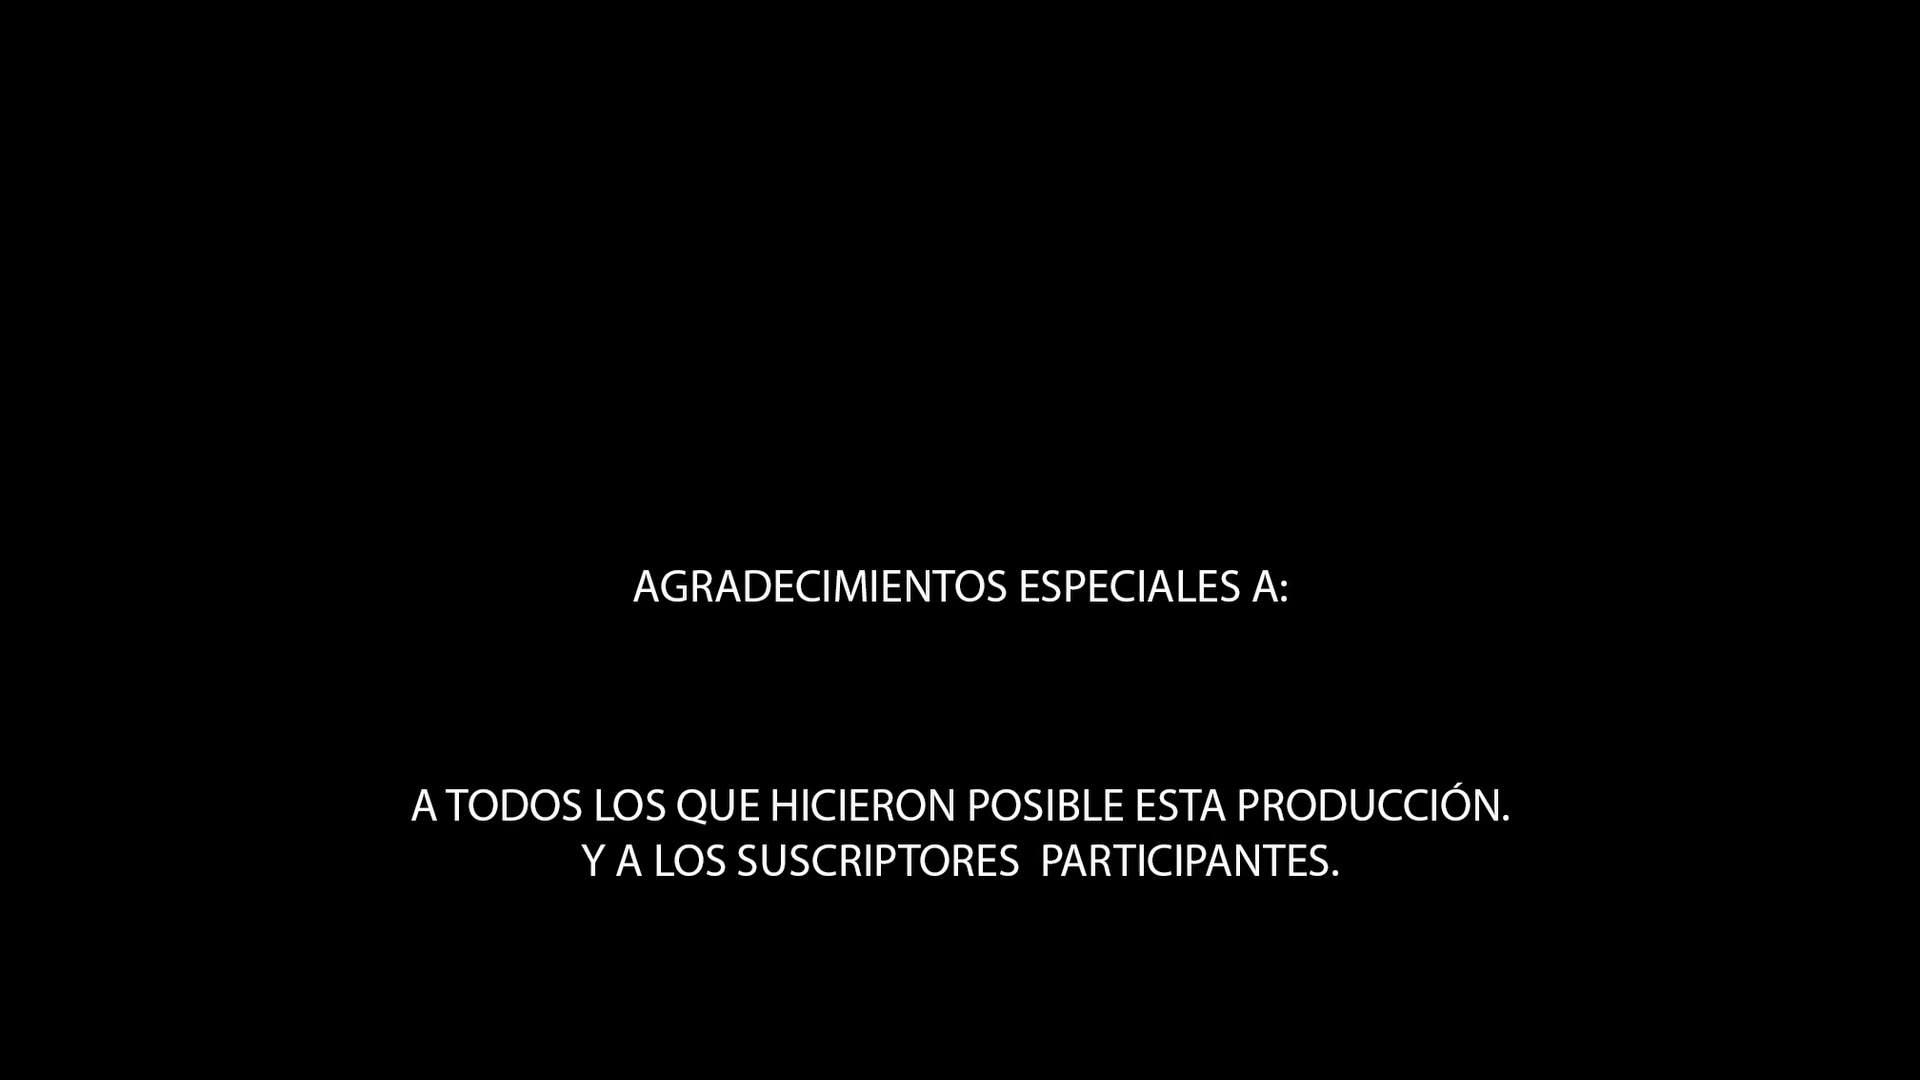 AGRADECIMIENTOS ESPECIALES A:
A TODOS LOS QUE HICIERON POSIBLE ESTA PRODUCCIÓN.
Y A LOS SUSCRIPTORES  PARTICIPANTES.